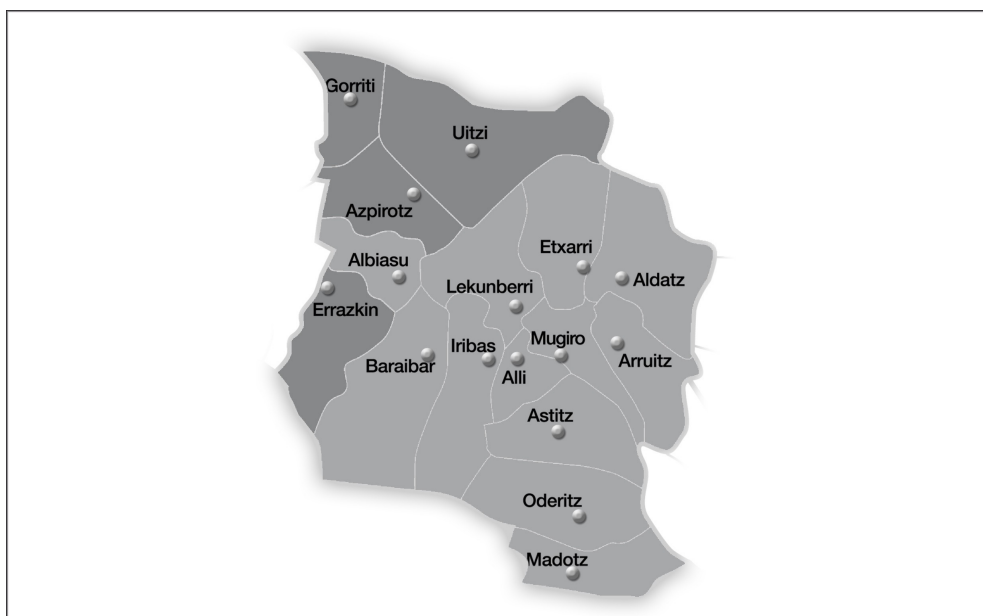 Gorriti
Uitzi
Azpirotz
Etxarri
Albiasu
Aldatz
Lekunberri
Errazkin
Mugiro
Iribas
Arruitz
Baraibar
Alli
Astitz
Oderitz
Madotz